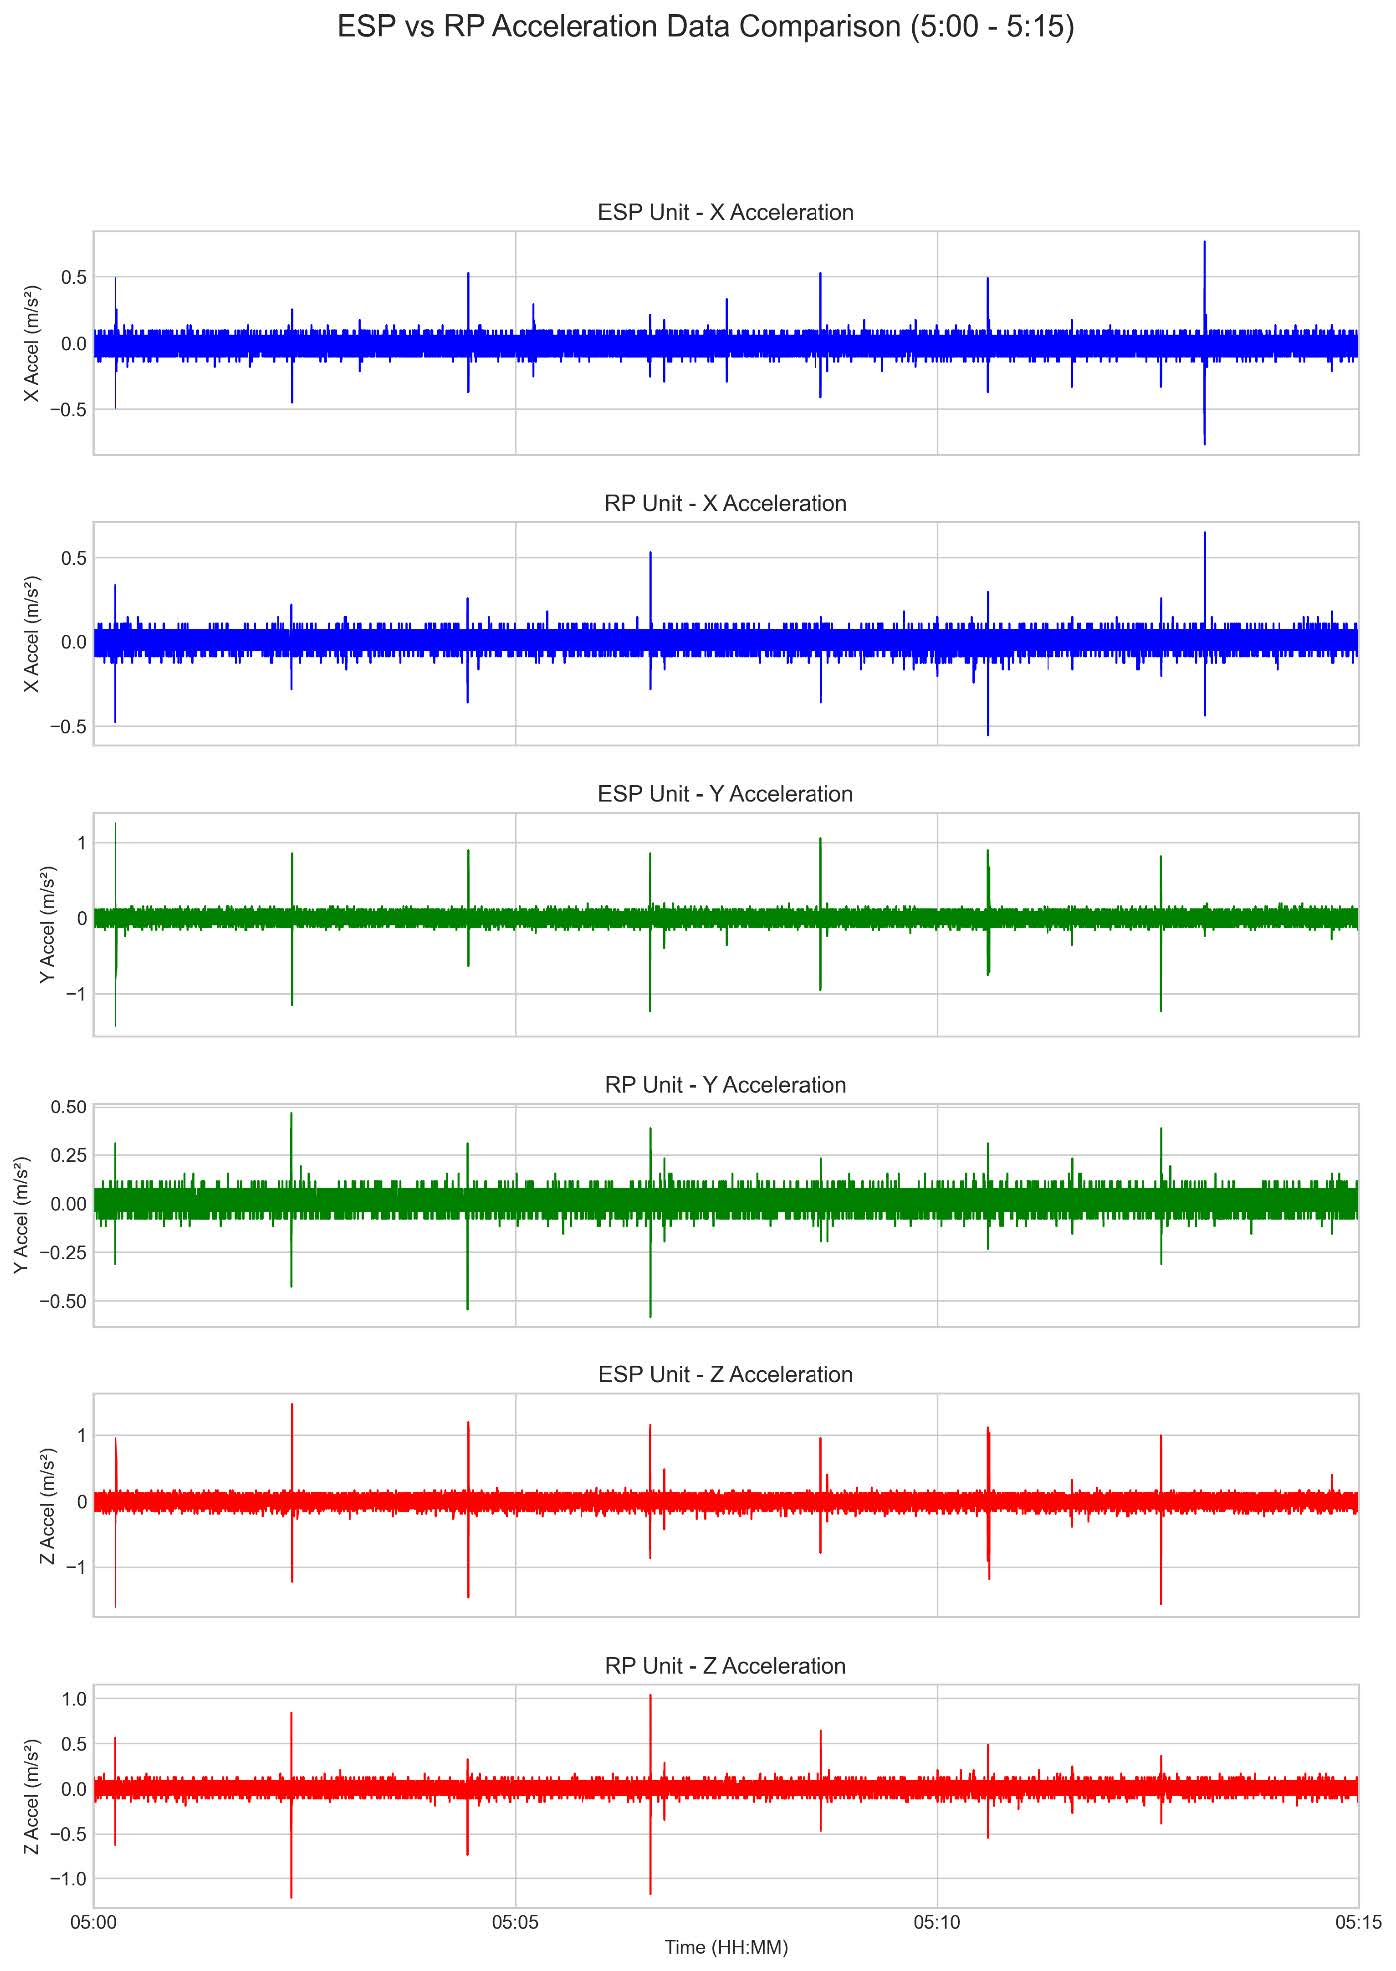 ESP vs RP Acceleration Data Comparison (5:00 - 5:15)
ESP Unit - X Acceleration
X Accel (m/s²)
0.5
0.0
−0.5
RP Unit - X Acceleration
X Accel (m/s²)
0.5
0.0
−0.5
ESP Unit - Y Acceleration
Y Accel (m/s²)
1
0
−1
RP Unit - Y Acceleration
Y Accel (m/s²)
0.50
0.25
0.00
−0.25
−0.50
ESP Unit - Z Acceleration
Z Accel (m/s²)
1
0
−1
RP Unit - Z Acceleration
Z Accel (m/s²)
1.0
0.5
0.0
−0.5
−1.0
05:00 05:05 05:10 05:15
Time (HH:MM)